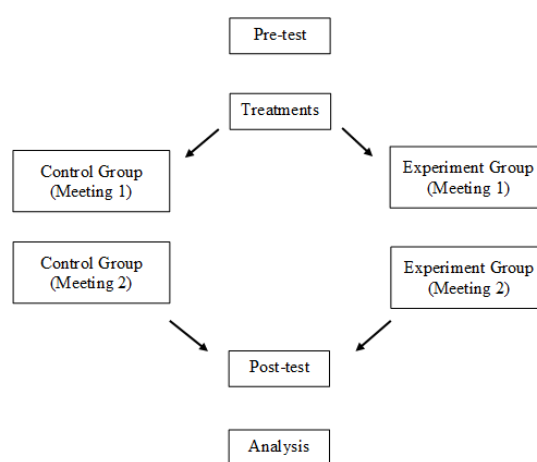 Pre-test
Treatments
Control Group
(Meeting 1)
Experiment Group
(Meeting 1)
Control Group
(Meeting 2)
Experiment Group
(Meeting 2)
Post-test
Analysis